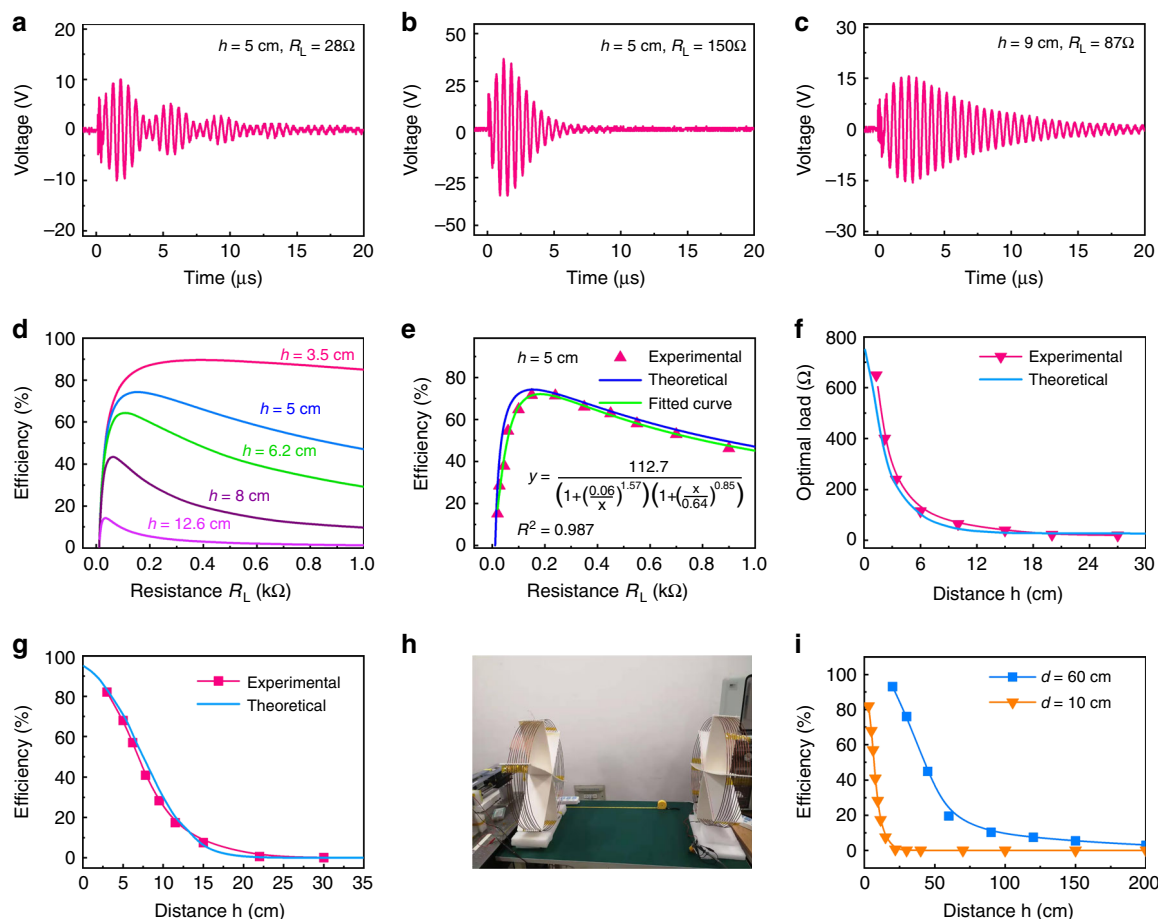 a
h = 5 cm, RL = 28Ω
20
10
0
−10
−20
Voltage (V)
0 5 10 15 20
Time (μs)
b
h = 5 cm, RL = 150Ω
50
25
0
−25
−50
Voltage (V)
0 5 10 15 20
Time (μs)
c
h = 9 cm, RL = 87Ω
30
15
0
−15
−30
Voltage (V)
0 5 10 15 20
Time (μs)
d
100
80
60
40
20
0
Efficiency (%)
h = 3.5 cm
h = 5 cm
h = 6.2 cm
h = 8 cm
h = 12.6 cm
0.0 0.2 0.4 0.6 0.8 1.0
Resistance RL (kΩ)
e
h = 5 cm
Experimental
Theoretical
Fitted curve
80
60
40
20
0
Efficiency (%)
y = 112.7 / (1+(0.06/x)^1.57)(1+(x/0.64)^0.85)
R² = 0.987
0.0 0.2 0.4 0.6 0.8 1.0
Resistance RL (kΩ)
f
800
600
400
200
0
Optimal load (Ω)
Experimental
Theoretical
0 6 12 18 24 30
Distance h (cm)
g
100
80
60
40
20
0
Efficiency (%)
Experimental
Theoretical
0 5 10 15 20 25 30 35
Distance h (cm)
h
i
100
80
60
40
20
0
Efficiency (%)
d = 60 cm
d = 10 cm
0 50 100 150 200
Distance h (cm)